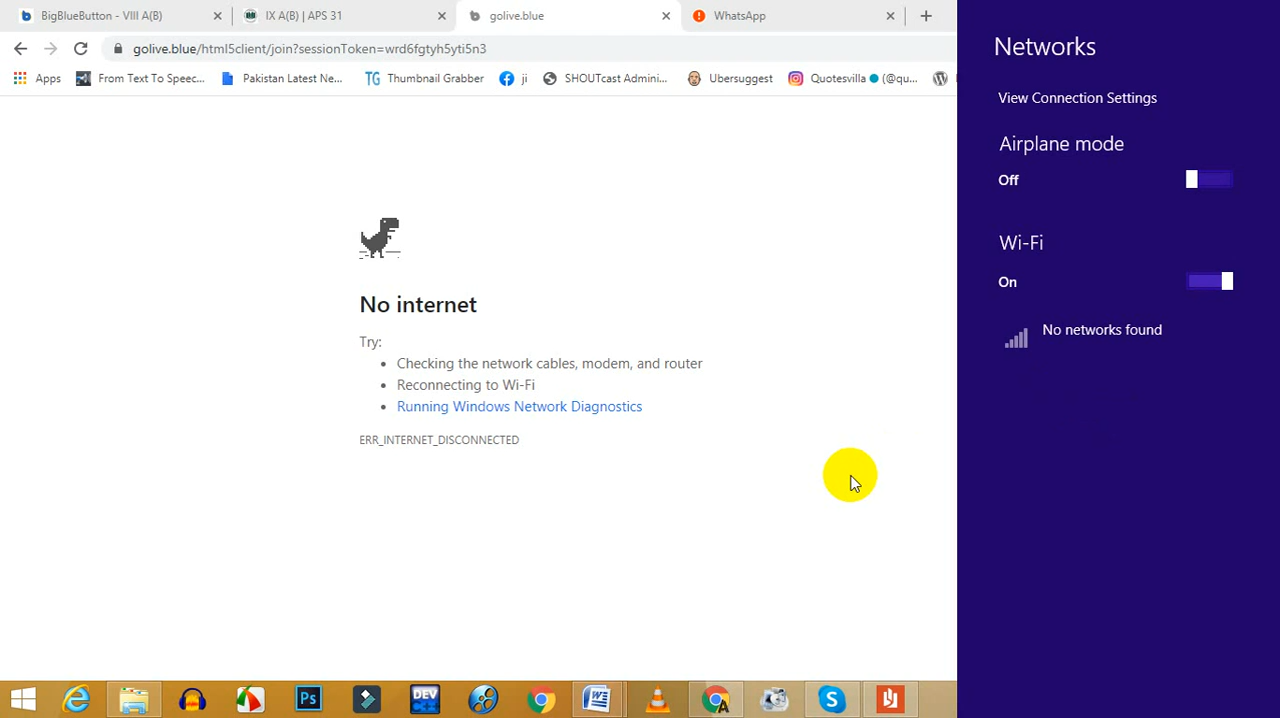 BigBlueButton - VIII A(B)
IX A(B) | APS 31
golive.blue
WhatsApp
golive.blue/html5client/join?sessionToken=wrd6fgtyh5yti5n3
Apps
From Text To Speec...
Pakistan Latest Ne...
TG Thumbnail Grabber
ji
SHOUTcast Admini...
Ubersuggest
Quotesvilla
(@qu...
No internet
Try:
• Checking the network cables, modem, and router
• Reconnecting to Wi-Fi
• Running Windows Network Diagnostics
ERR_INTERNET_DISCONNECTED
Networks
View Connection Settings
Airplane mode
Off
Wi-Fi
On
No networks found
Ps
DEV
A